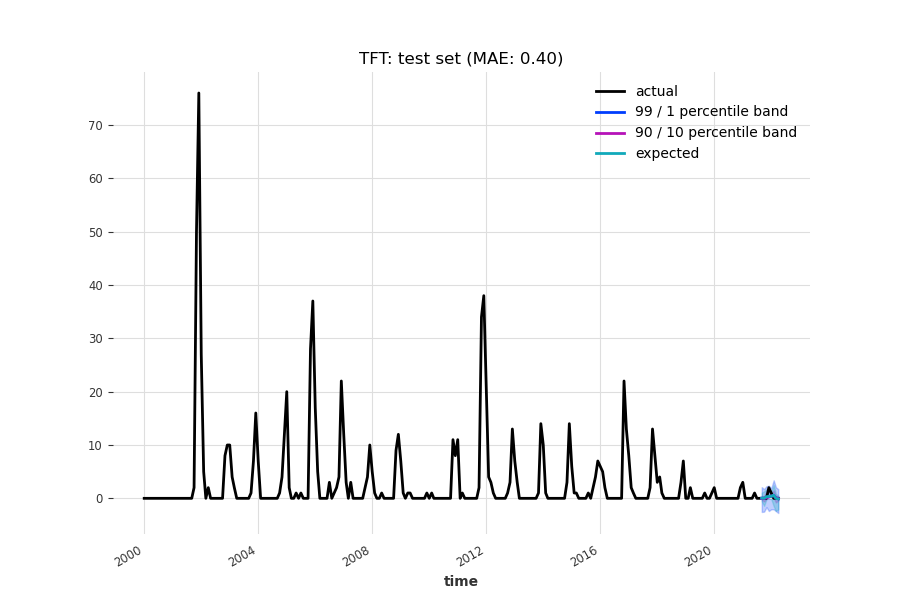 TFT: test set (MAE: 0.40)
actual
99 / 1 percentile band
90 / 10 percentile band
expected
70
60
50
40
30
20
10
0
2000
2004
2008
2012
2016
2020
time